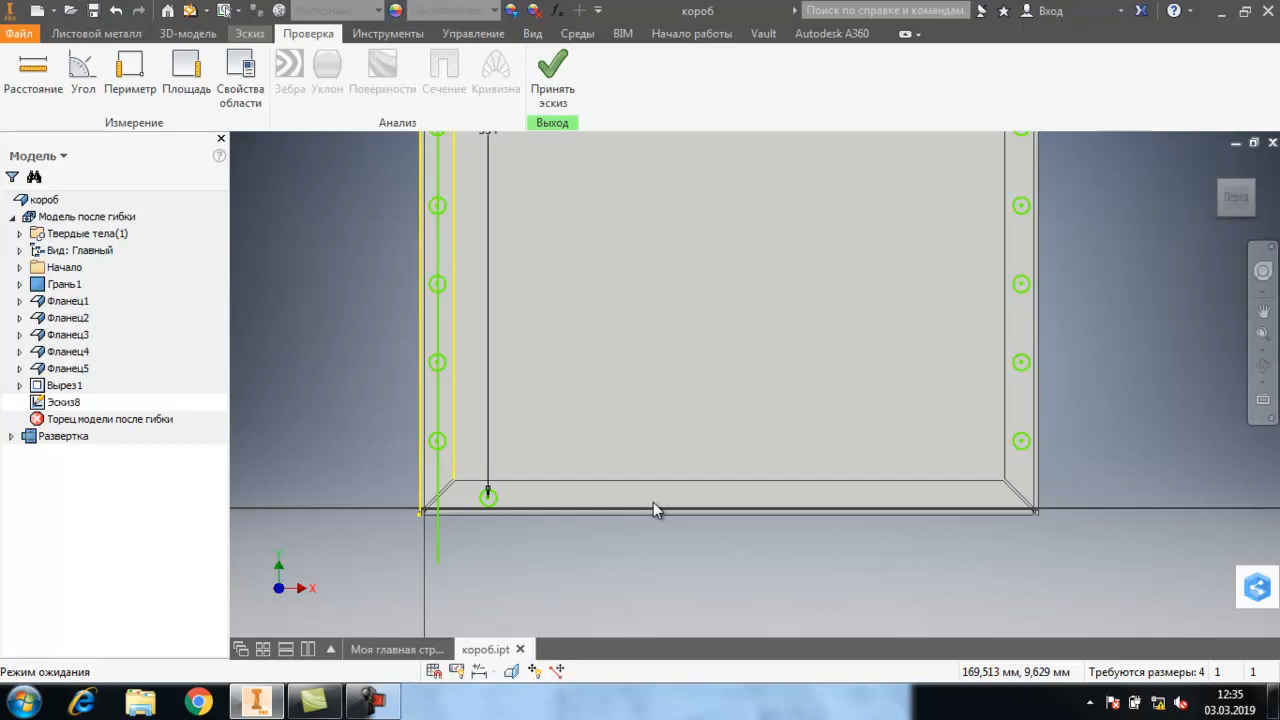 PRO
короб
Поиск по справке и командам.
Вход
Файл
Листовой металл
3D-модель
Эскиз
Проверка
Инструменты
Управление
Вид
Среды
BIM
Начало работы
Vault
Autodesk A360
Расстояние
Угол
Периметр
Площадь
Свойства области
Зебра
Уклон
Поверхности
Сечение
Кривизна
Принять эскиз
Измерение
Анализ
Выход
Модель
короб
Модель после гибки
Твердые тела(1)
Вид: Главный
Начало
Грань1
Фланец1
Фланец2
Фланец3
Фланец4
Фланец5
Вырез1
Эскиз8
Торец модели после гибки
Развертка
Перед
Y
X
Моя главная стр...
короб.ipt
Режим ожидания
169,513 мм, 9,629 мм
Требуются размеры: 4
1
1
12:35
03.03.2019